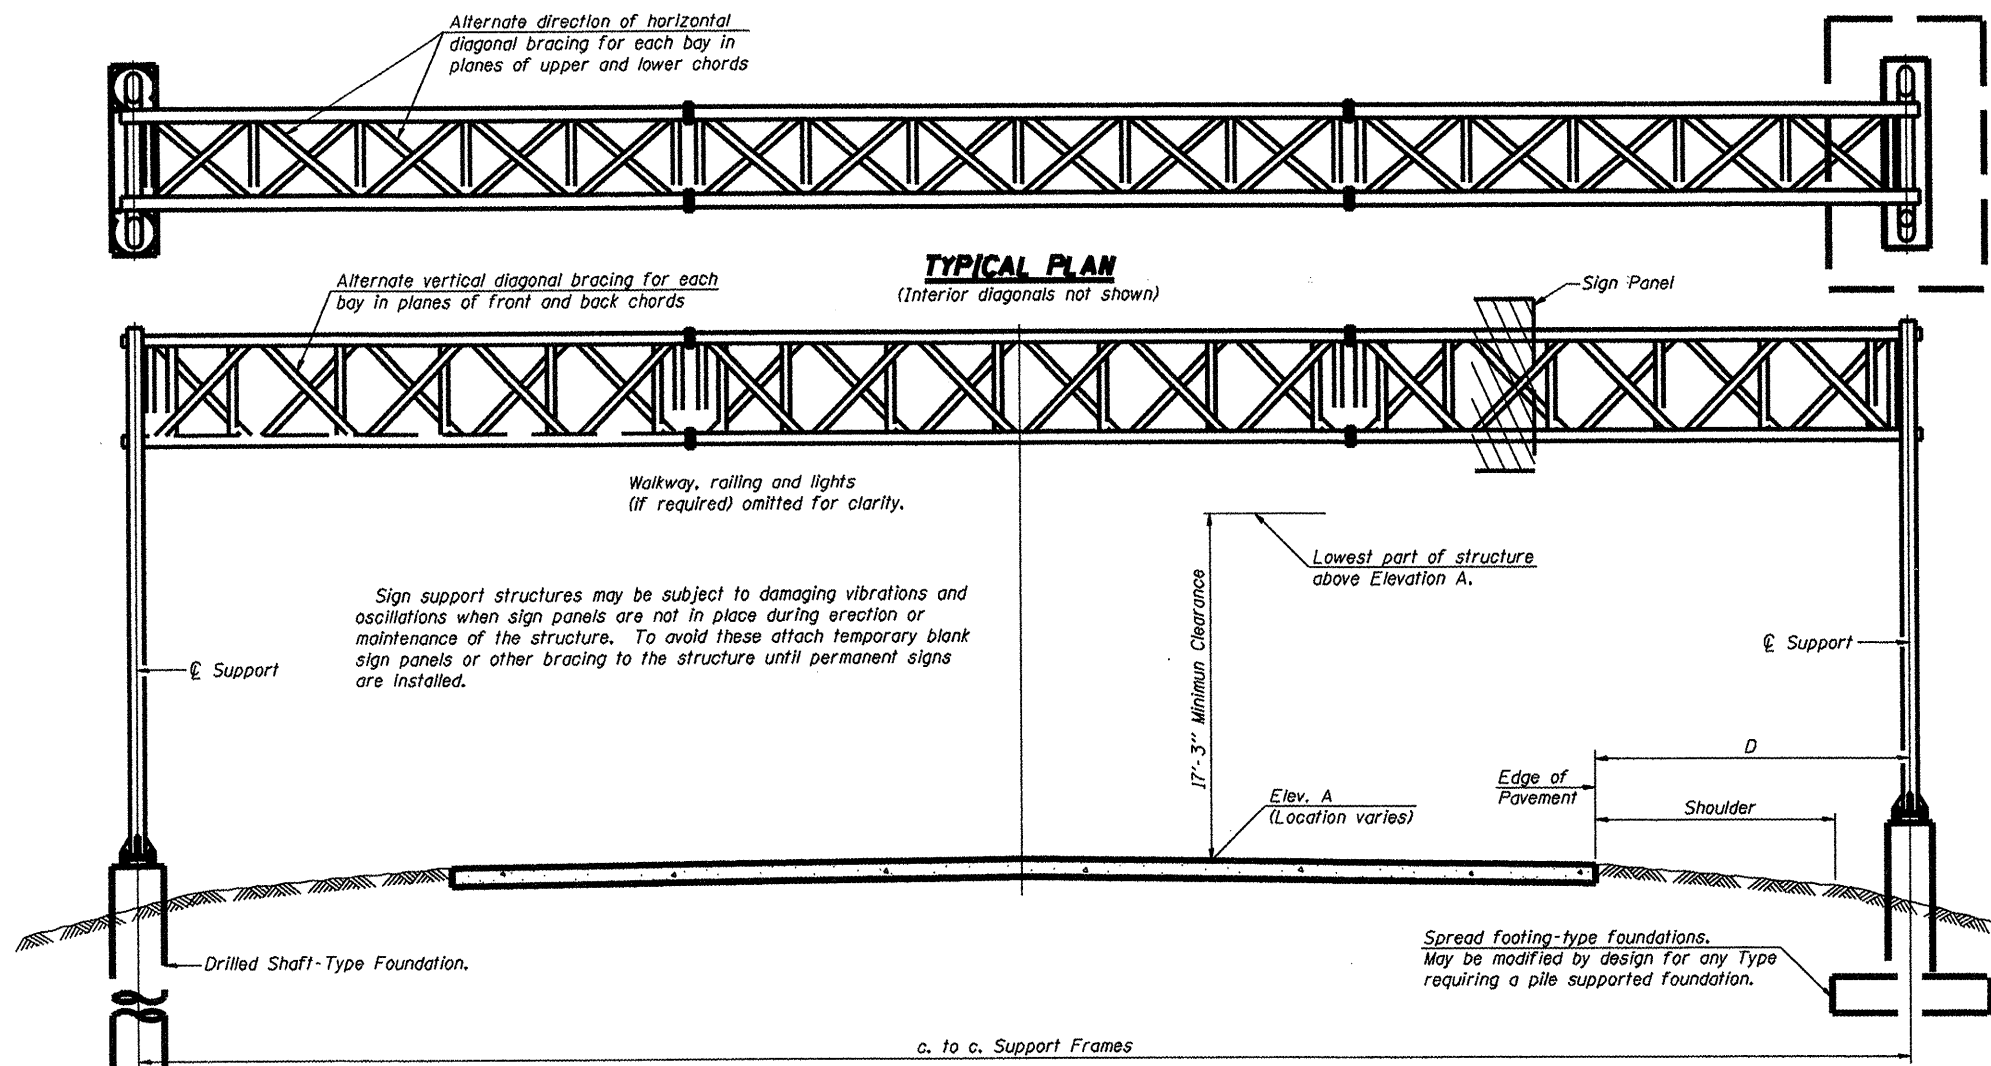 Alternate direction of horizontal
diagonal bracing for each bay in
planes of upper and lower chords
TYPICAL PLAN
(Interior diagonals not shown)
Alternate vertical diagonal bracing for each
bay in planes of front and back chords
Sign Panel
Walkway, railing and lights
(if required) omitted for clarity.
Lowest part of structure
above Elevation A.
Sign support structures may be subject to damaging vibrations and
oscillations when sign panels are not in place during erection or
maintenance of the structure. To avoid these attach temporary blank
sign panels or other bracing to the structure until permanent signs
are installed.
17'-3" Minimun Clearance
℄ Support
℄ Support
D
Edge of
Pavement
Shoulder
Elev. A
(Location varies)
Drilled Shaft-Type Foundation.
Spread footing-type foundations.
May be modified by design for any Type
requiring a pile supported foundation.
c. to c. Support Frames